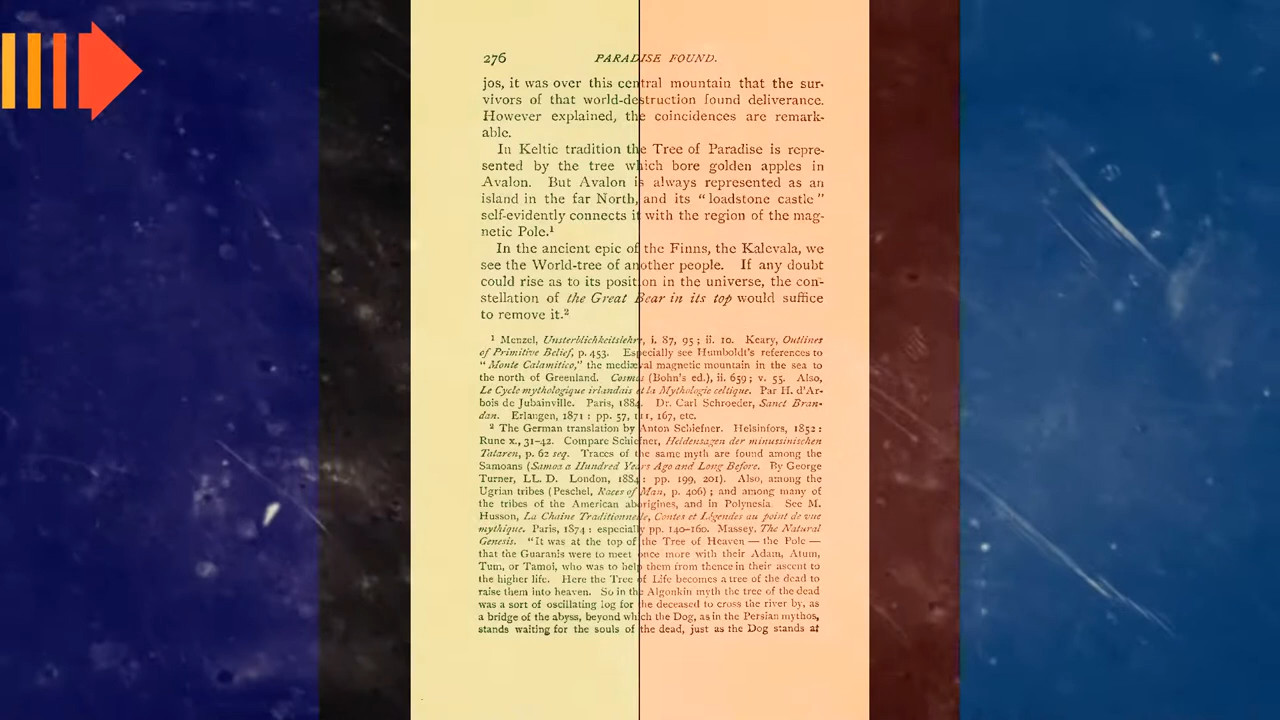 276 PARADISE FOUND.
jos, it was over this central mountain that the sur-
vivors of that world-destruction found deliverance.
However explained, the coincidences are remark-
able.
In Keltic tradition the Tree of Paradise is repre-
sented by the tree which bore golden apples in
Avalon. But Avalon is always represented as an
island in the far North, and its “loadstone castle”
self-evidently connects it with the region of the mag-
netic Pole.¹
In the ancient epic of the Finns, the Kalevala, we
see the World-tree of another people. If any doubt
could rise as to its position in the universe, the con-
stellation of the Great Bear in its top would suffice
to remove it.²
¹ Menzel, Unsterblichkeitslehre, i. 87, 95; ii. 10. Keary, Outlines
of Primitive Belief, p. 453. Especially see Humboldt's references to
“Monte Calamitico,” the mediæval magnetic mountain in the sea to
the north of Greenland. Cosmos (Bohn's ed.), ii. 659; v. 55. Also,
Le Cycle mythologique irlandais et la Mythologie celtique. Par H. d'Ar-
bois de Jubainville. Paris, 1884. Dr. Carl Schroeder, Sanct Bran-
dan. Erlangen, 1871: pp. 57, 111, 167, etc.
² The German translation by Anton Schiefner. Helsinfors, 1852:
Rune x., 31-42. Compare Schiefner, Heldensagen der minussinischen
Tataren, p. 62 seq. Traces of the same myth are found among the
Samoans (Samoa a Hundred Years Ago and Long Before. By George
Turner, LL. D. London, 1884: pp. 199, 201). Also, among the
Ugrian tribes (Peschel, Races of Man, p. 406); and among many of
the tribes of the American aborigines, and in Polynesia. See M.
Husson, La Chaine Traditionnelle, Contes et Légendes au point de vue
mythique. Paris, 1874: especially pp. 140-160. Massey, The Natural
Genesis. “It was at the top of the Tree of Heaven — the Pole —
that the Guaranis were to meet once more with their Adam, Atum,
Tum, or Tamoi, who was to help them from thence in their ascent to
the higher life. Here the Tree of Life becomes a tree of the dead to
raise them into heaven. So in the Algonkin myth the tree of the dead
was a sort of oscillating log for the deceased to cross the river by, as
a bridge of the abyss, beyond which the Dog, as in the Persian mythos,
stands waiting for the souls of the dead, just as the Dog stands at